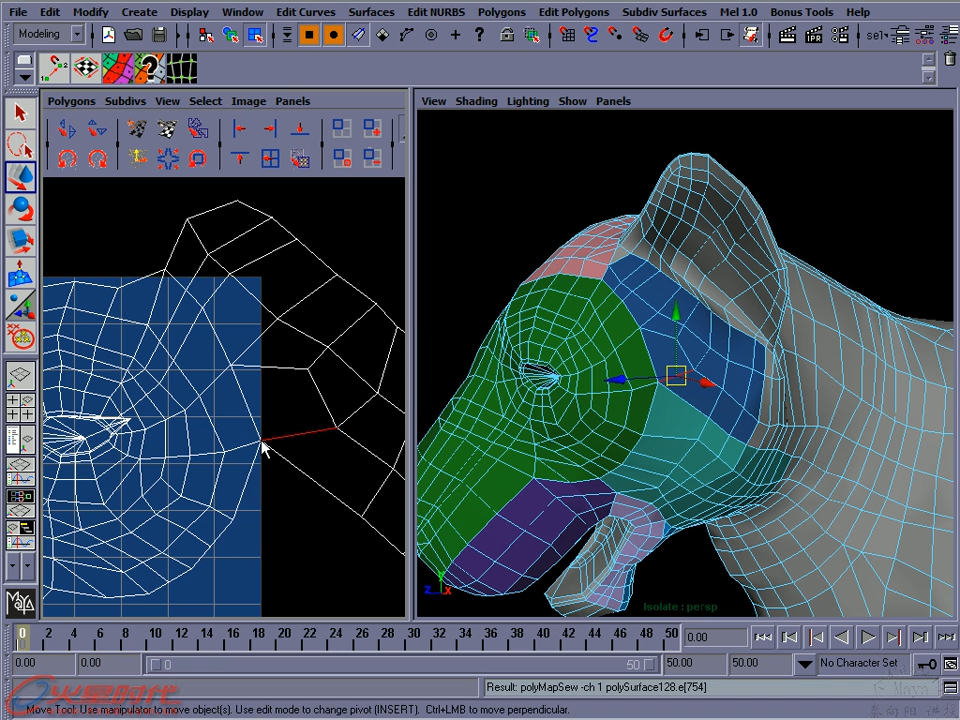 File Edit Modify Create Display Window Edit Curves Surfaces Edit NURBS Polygons Edit Polygons Subdiv Surfaces Mel 1.0 Bonus Tools Help
Modeling
sel
Polygons Subdivs View Select Image Panels
View Shading Lighting Show Panels
Isolate : persp
0 2 4 6 8 10 12 14 16 18 20 22 24 26 28 30 32 34 36 38 40 42 44 46 48 50 0.00
0.00 0.00 0 50 50.00 50.00 No Character Set
Result: polyMapSew -ch 1 polySurface128.e[754]
火星时代
Move Tool: Use manipulator to move object(s). Use edit mode to change pivot (INSERT). Ctrl+LMB to move perpendicular.